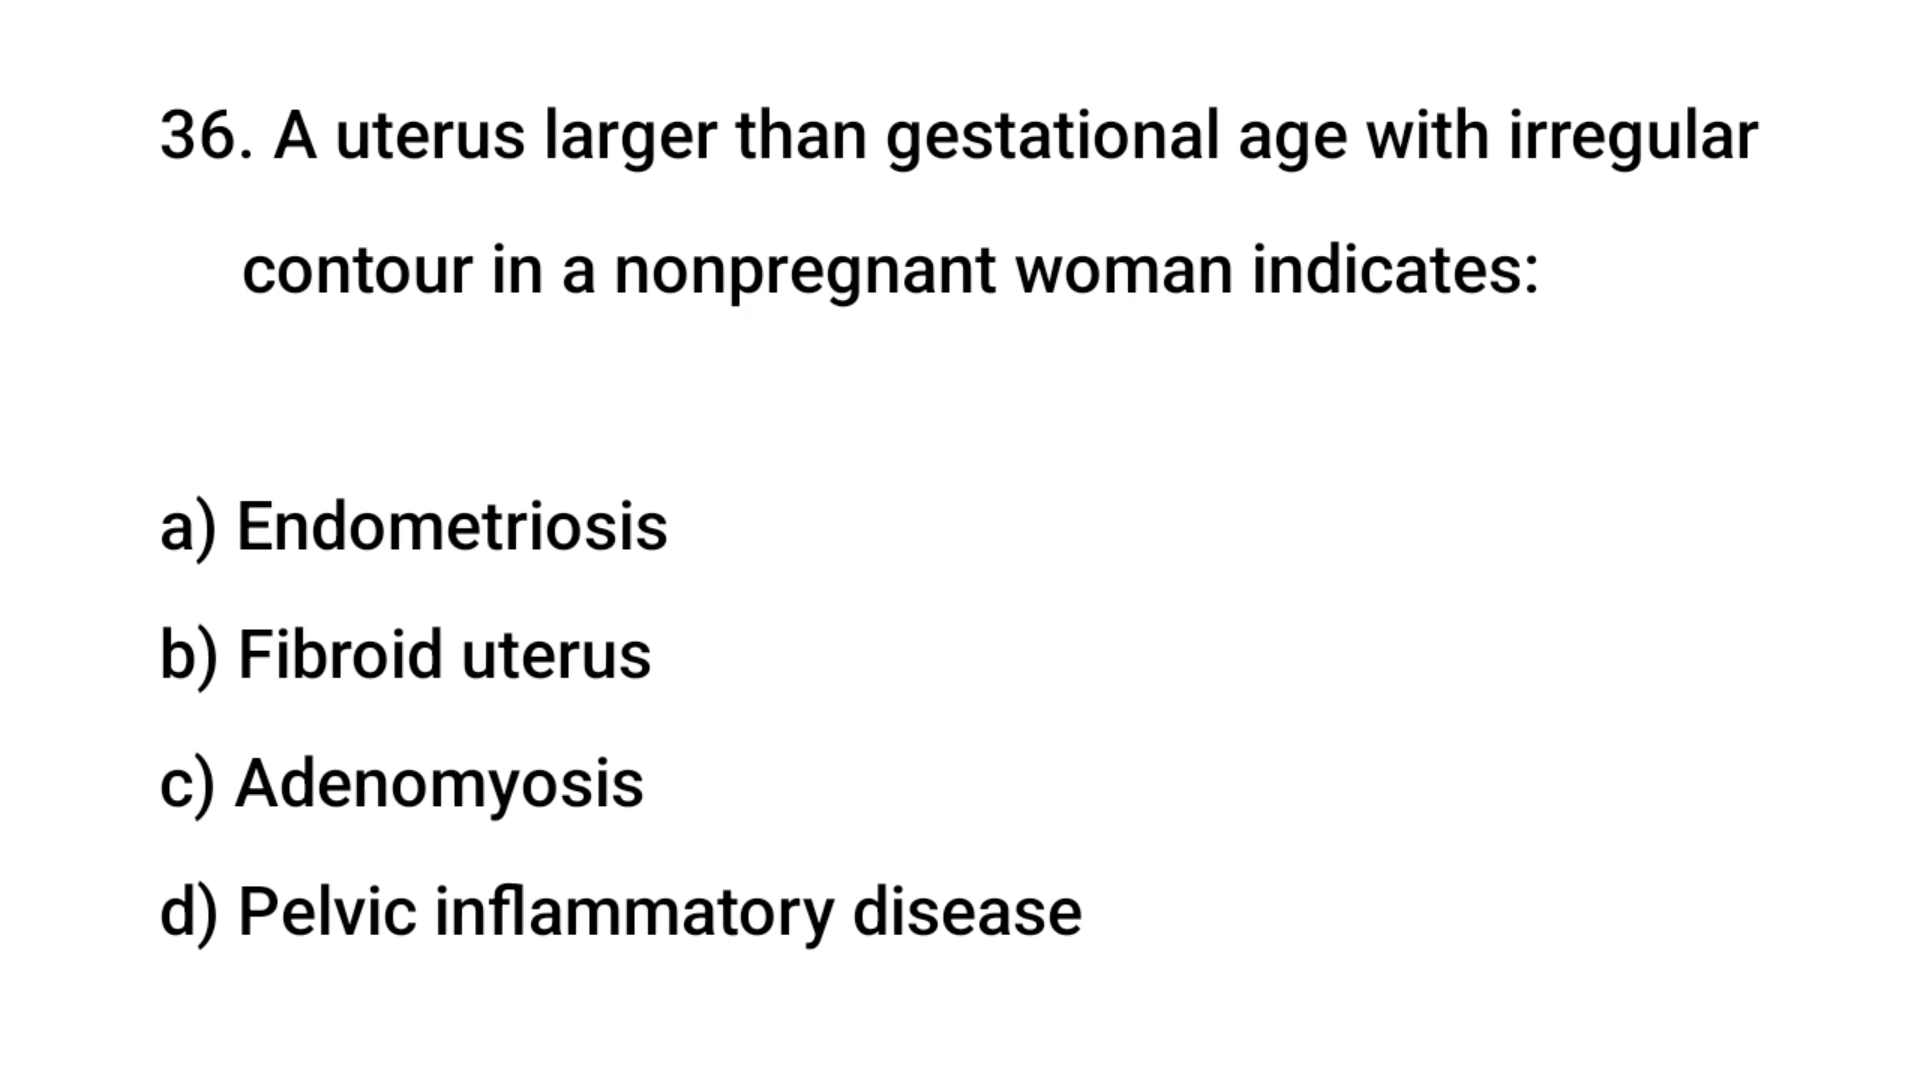 36. A uterus larger than gestational age with irregular
contour in a nonpregnant woman indicates:
a) Endometriosis
b) Fibroid uterus
c) Adenomyosis
d) Pelvic inflammatory disease